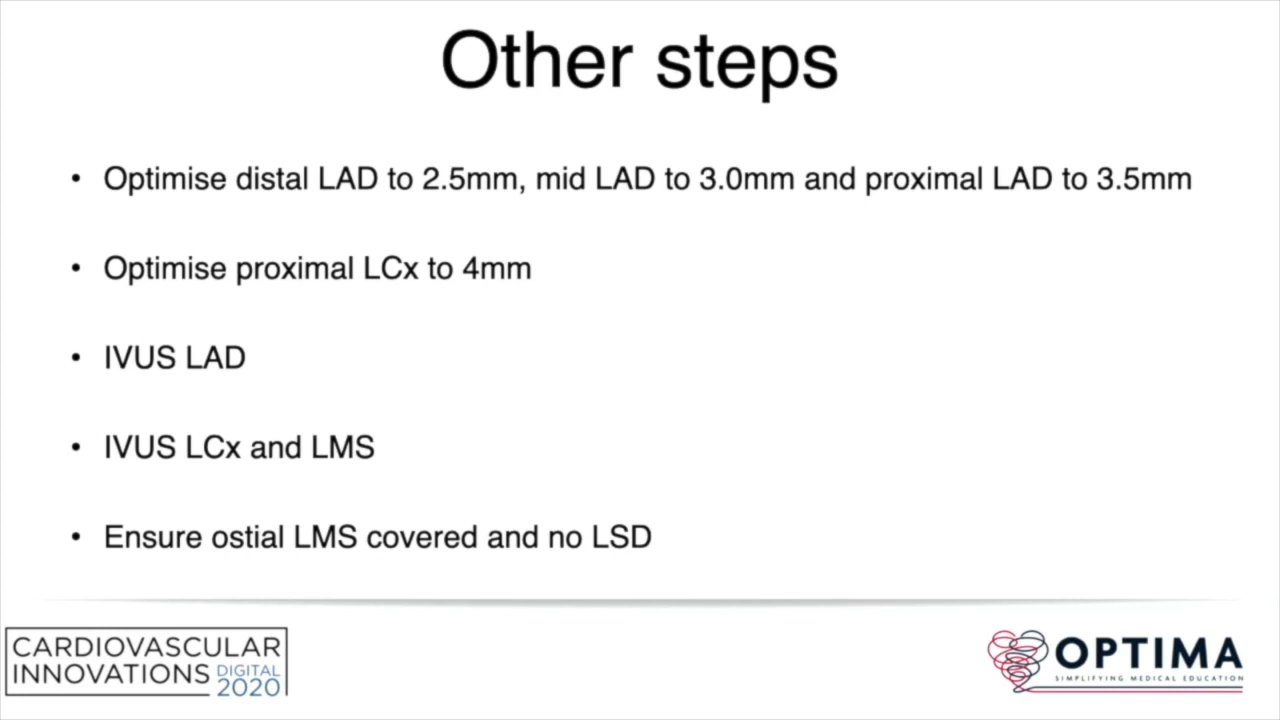 Other steps
• Optimise distal LAD to 2.5mm, mid LAD to 3.0mm and proximal LAD to 3.5mm
• Optimise proximal LCx to 4mm
• IVUS LAD
• IVUS LCx and LMS
• Ensure ostial LMS covered and no LSD
CARDIOVASCULAR
INNOVATIONS DIGITAL
2020
OPTIMA
SIMPLIFYING MEDICAL EDUCATION